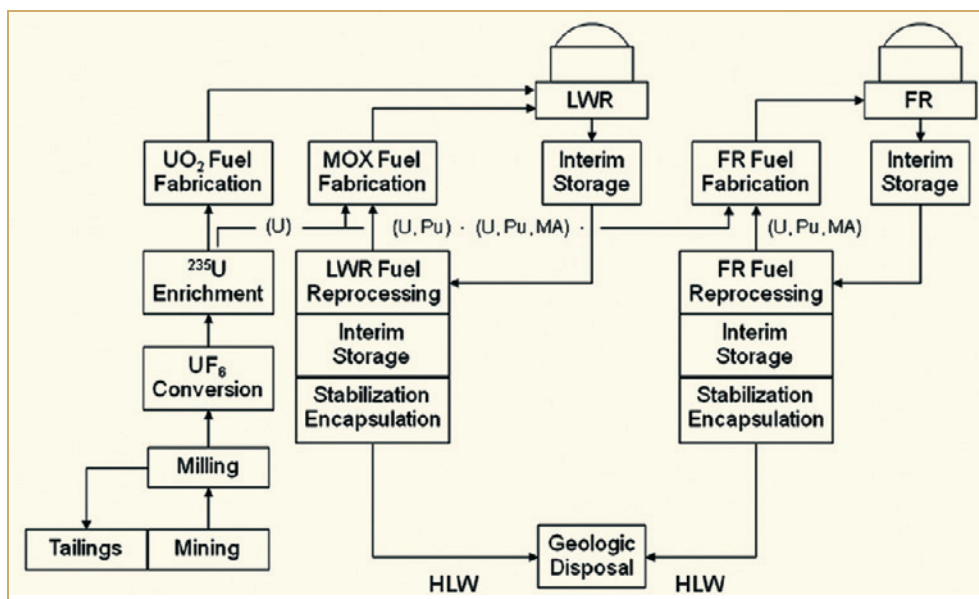 LWR
FR
UO₂ Fuel
Fabrication
MOX Fuel
Fabrication
Interim
Storage
FR Fuel
Fabrication
Interim
Storage
(U)
(U, Pu) · (U, Pu, MA) ·
(U, Pu, MA)
²³⁵U
Enrichment
LWR Fuel
Reprocessing
FR Fuel
Reprocessing
Interim
Storage
Interim
Storage
UF₆
Conversion
Stabilization
Encapsulation
Stabilization
Encapsulation
Milling
Tailings
Mining
Geologic
Disposal
HLW
HLW